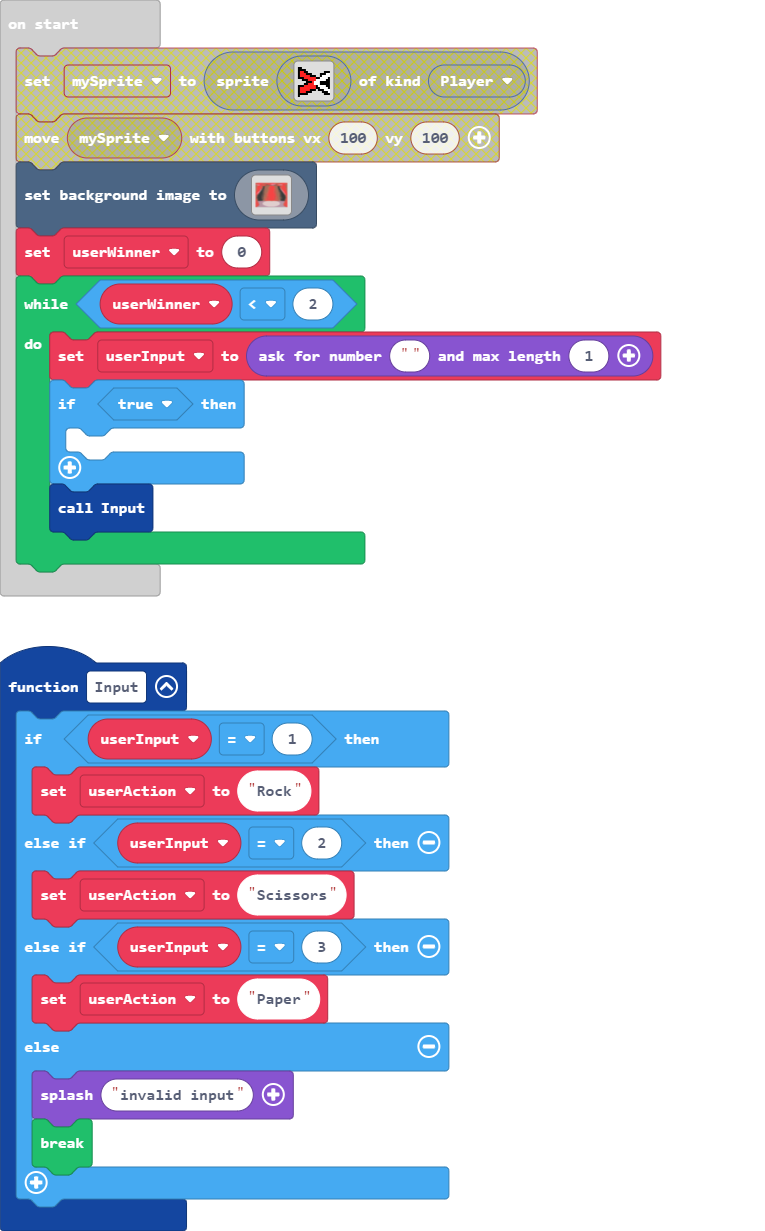 on start
set mySprite to sprite of kind Player
move mySprite with buttons vx 100 vy 100
set background image to
set userWinner to 0
while userWinner < 2
do
set userInput to ask for number " " and max length 1
if true then
call Input
function Input
if userInput = 1 then
set userAction to "Rock"
else if userInput = 2 then
set userAction to "Scissors"
else if userInput = 3 then
set userAction to "Paper"
else
splash "invalid input"
break